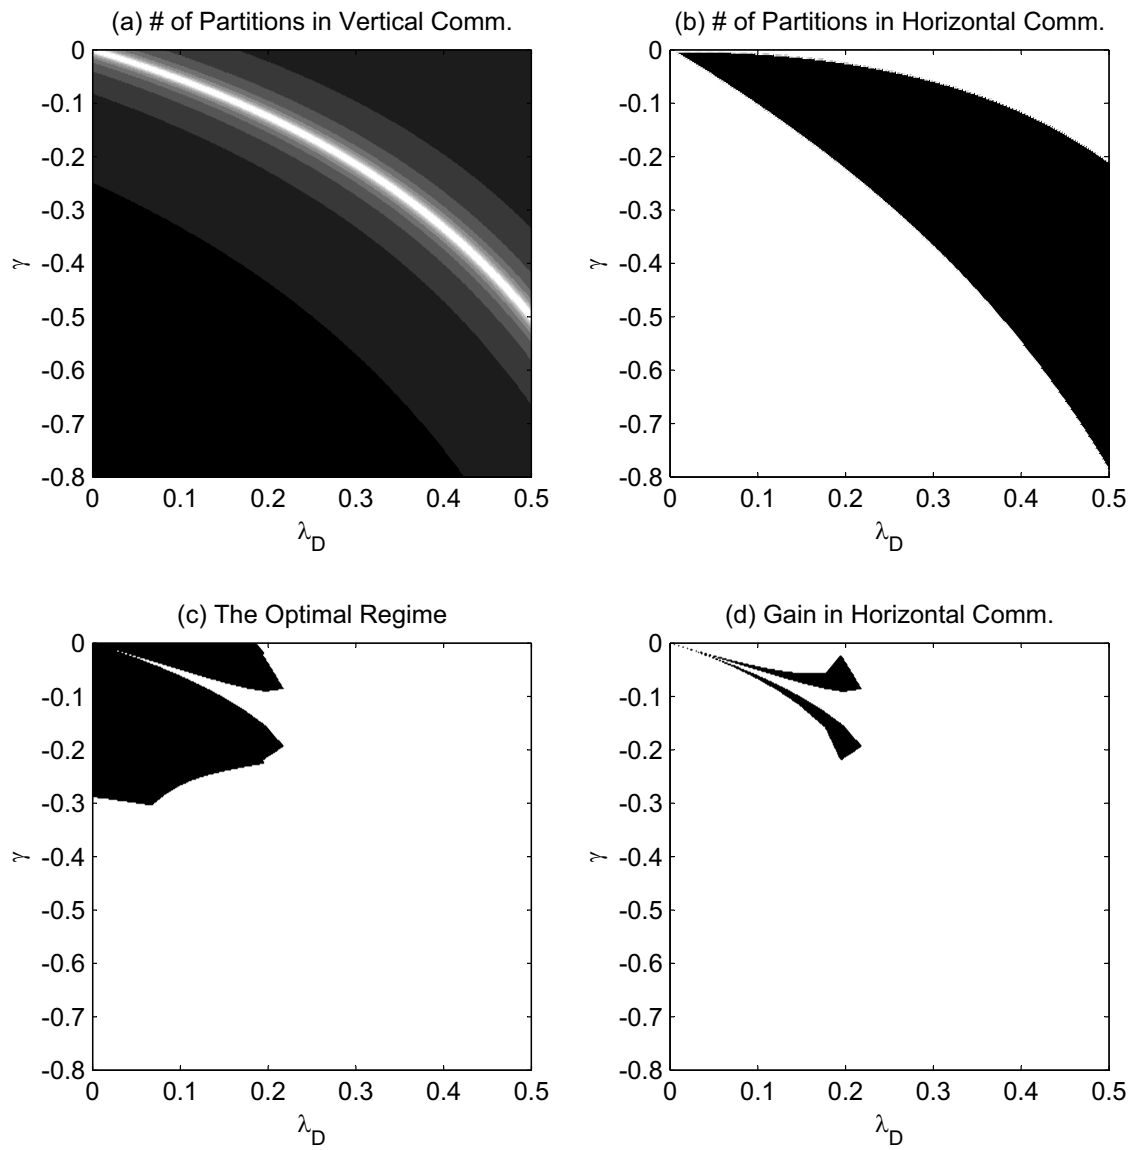 (a) # of Partitions in Vertical Comm.
0
-0.1
-0.2
-0.3
-0.4
-0.5
-0.6
-0.7
-0.8
γ
0 0.1 0.2 0.3 0.4 0.5
λD
(b) # of Partitions in Horizontal Comm.
0
-0.1
-0.2
-0.3
-0.4
-0.5
-0.6
-0.7
-0.8
γ
0 0.1 0.2 0.3 0.4 0.5
λD
(c) The Optimal Regime
0
-0.1
-0.2
-0.3
-0.4
-0.5
-0.6
-0.7
-0.8
γ
0 0.1 0.2 0.3 0.4 0.5
λD
(d) Gain in Horizontal Comm.
0
-0.1
-0.2
-0.3
-0.4
-0.5
-0.6
-0.7
-0.8
γ
0 0.1 0.2 0.3 0.4 0.5
λD